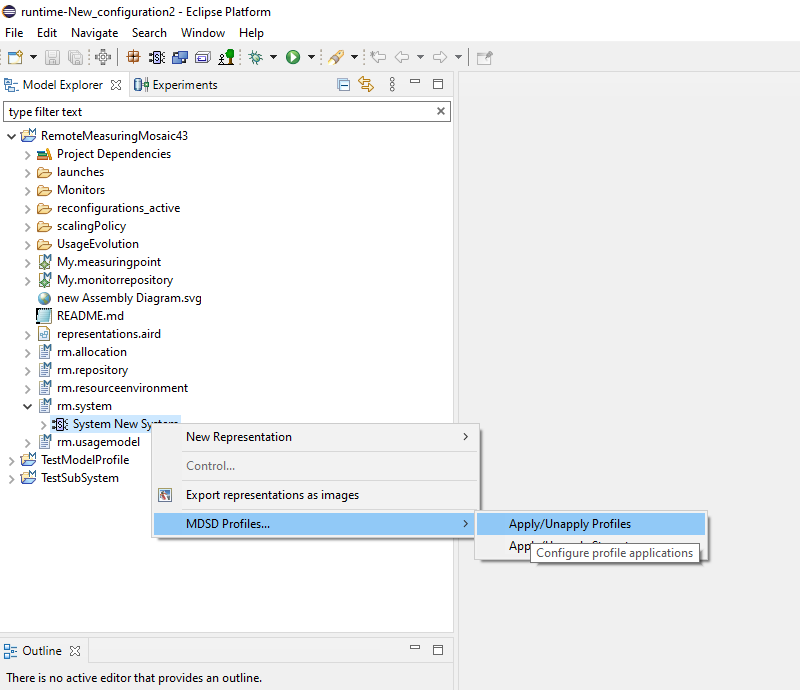 runtime-New_configuration2 - Eclipse Platform
File Edit Navigate Search Window Help
Model Explorer Experiments
type filter text
RemoteMeasuringMosaic43
Project Dependencies
launches
Monitors
reconfigurations_active
scalingPolicy
UsageEvolution
My.measuringpoint
My.monitorrepository
new Assembly Diagram.svg
README.md
representations.aird
rm.allocation
rm.repository
rm.resourceenvironment
rm.system
System New System
rm.usagemodel
TestModelProfile
TestSubSystem
New Representation
Control...
Export representations as images
MDSD Profiles...
Apply/Unapply Profiles
Configure profile applications
Outline
There is no active editor that provides an outline.